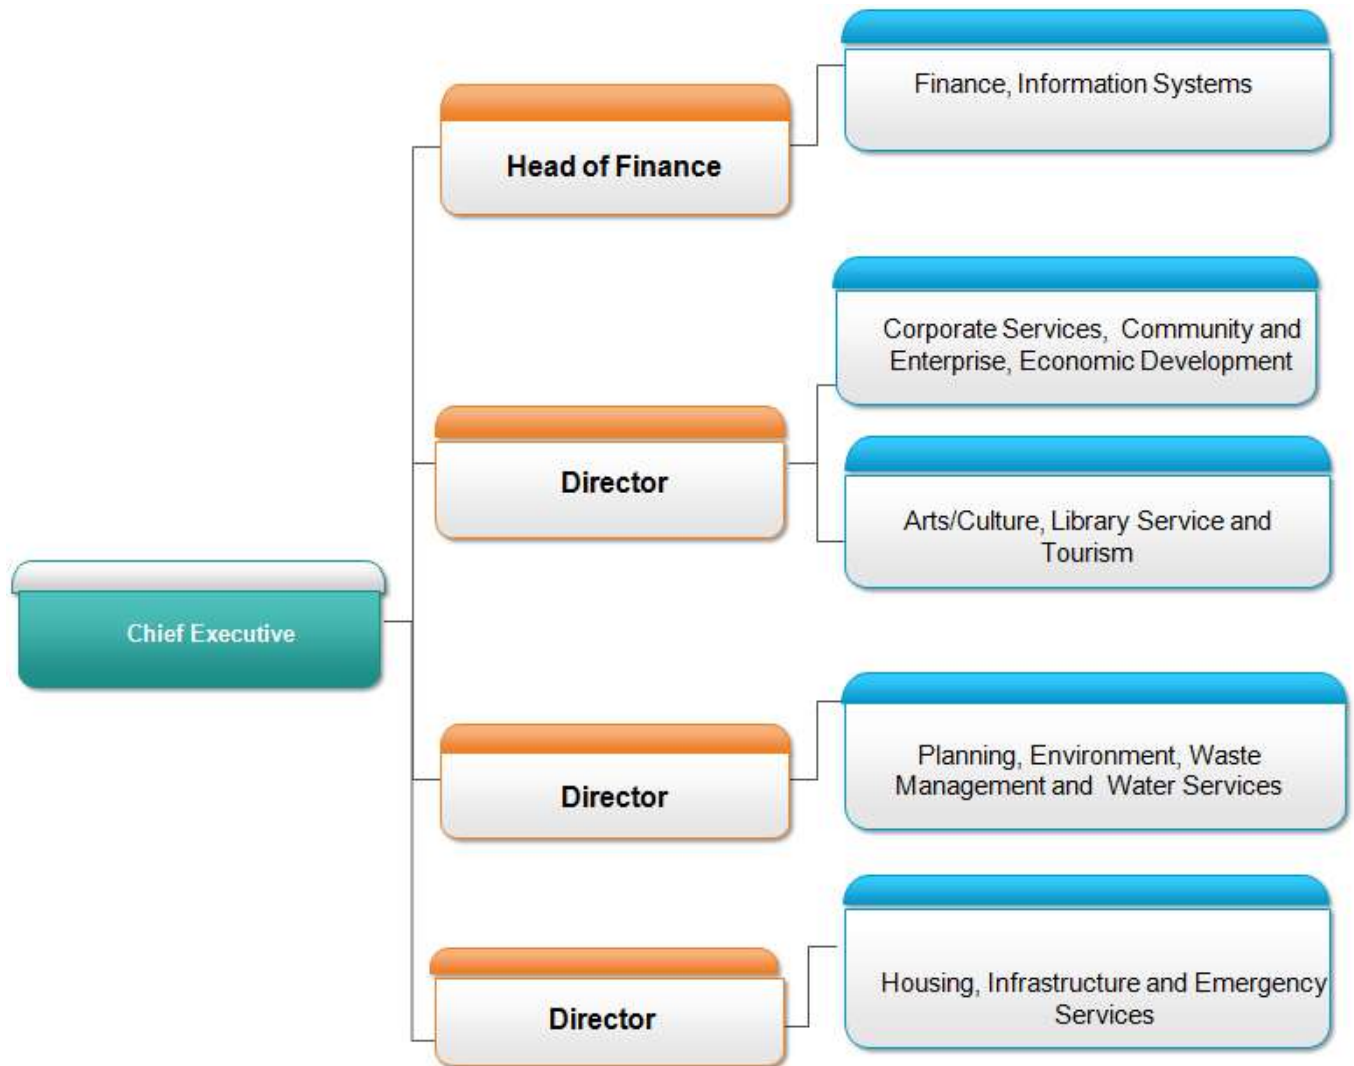 Chief Executive
Head of Finance
Finance, Information Systems
Director
Corporate Services, Community and
Enterprise, Economic Development
Arts/Culture, Library Service and
Tourism
Director
Planning, Environment, Waste
Management and Water Services
Director
Housing, Infrastructure and Emergency
Services